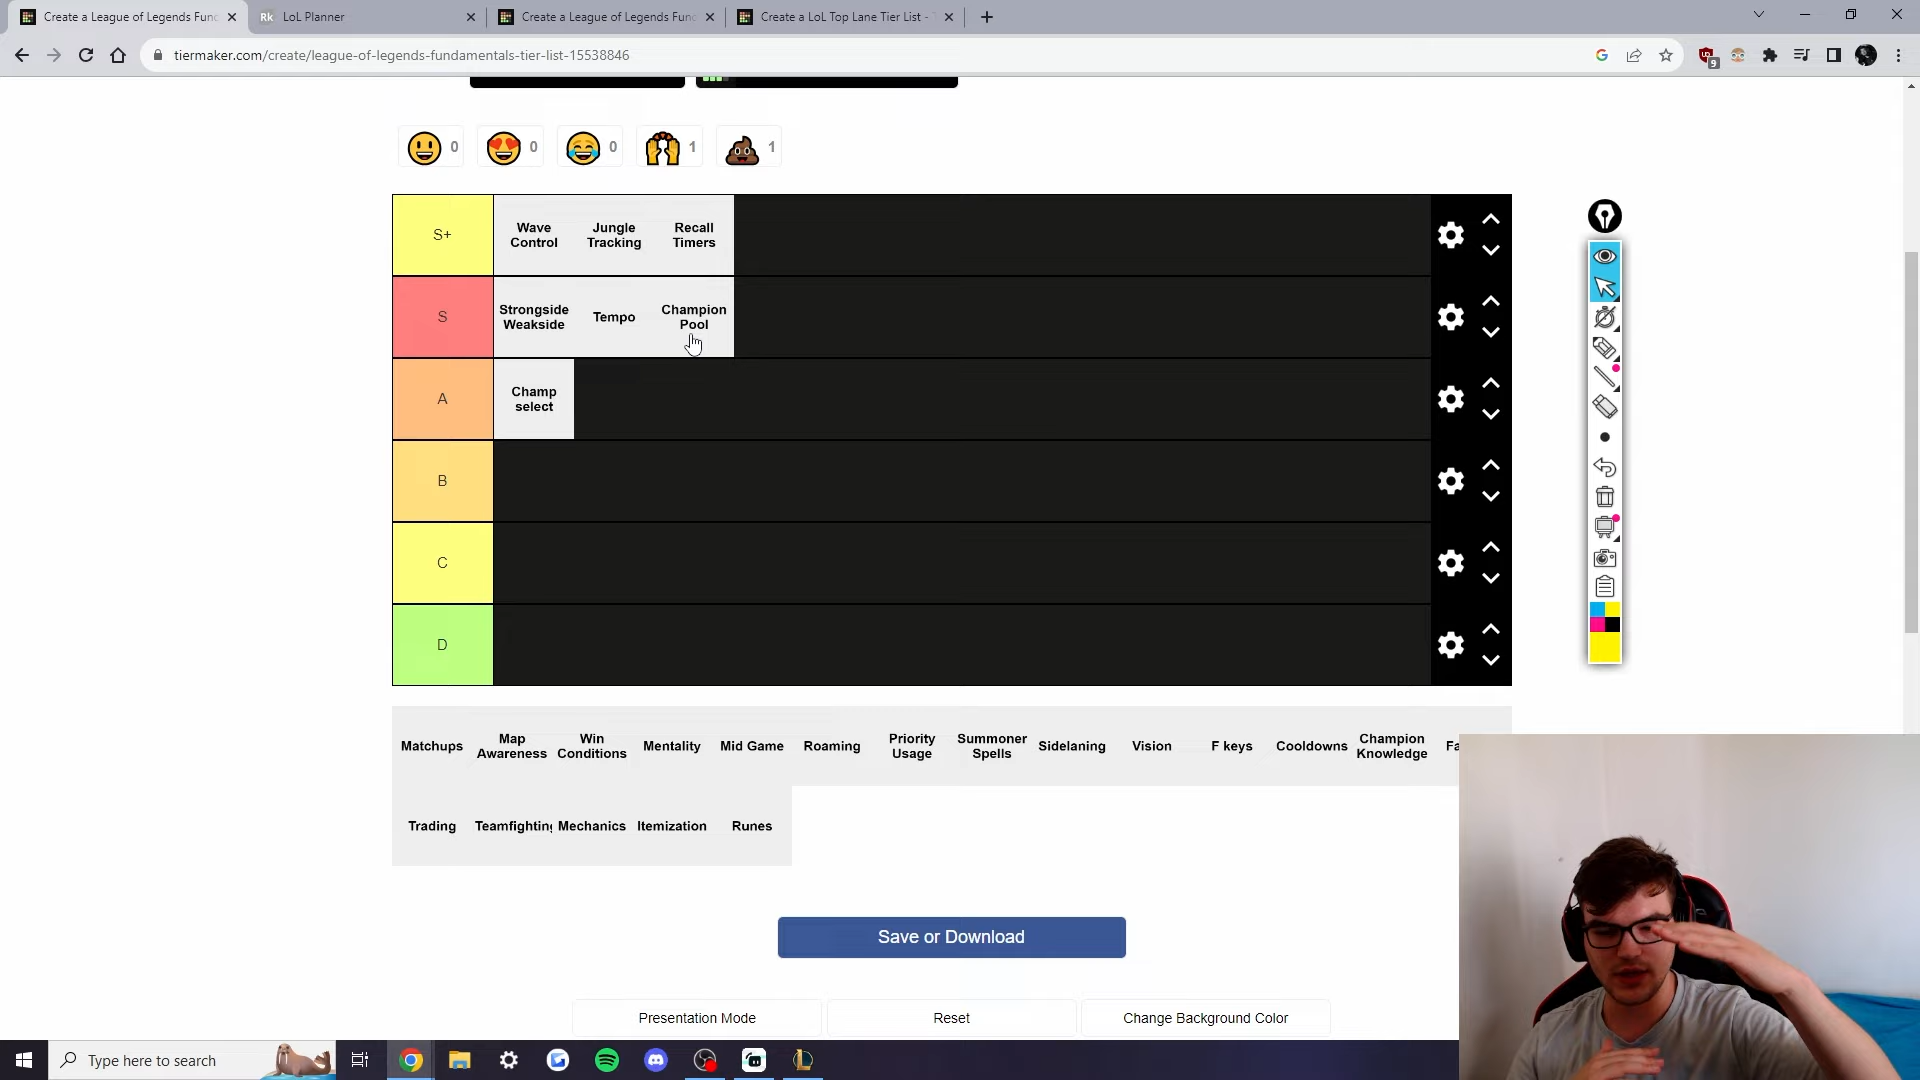 Create a League of Legends Func
LoL Planner
Create a League of Legends Func
Create a LoL Top Lane Tier List -
tiermaker.com/create/league-of-legends-fundamentals-tier-list-15538846
9
0
0
0
1
1
S+
Wave Control
Jungle Tracking
Recall Timers
S
Strongside Weakside
Tempo
Champion Pool
A
Champ select
B
C
D
Matchups
Map Awareness
Win Conditions
Mentality
Mid Game
Roaming
Priority Usage
Summoner Spells
Sidelaning
Vision
F keys
Cooldowns
Champion Knowledge
Fa
Trading
Teamfighting
Mechanics
Itemization
Runes
Save or Download
Presentation Mode
Reset
Change Background Color
Type here to search